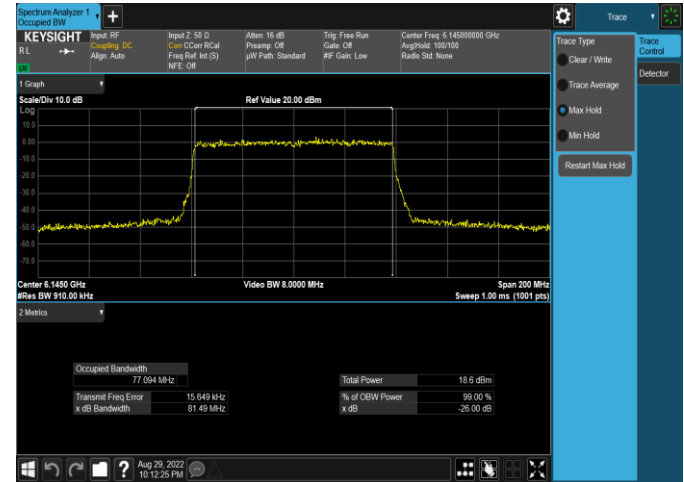 Spectrum Analyzer 1
Occupied BW
+
Trace
KEYSIGHT
RL
Input: RF
Coupling: DC
Align: Auto
Input Z: 50 Ω
Corr CCorr RCal
Freq Ref: Int (S)
NFE: Off
Atten: 16 dB
Preamp: Off
µW Path: Standard
Trig: Free Run
Gate: Off
#IF Gain: Low
Center Freq: 6.145000000 GHz
Avg|Hold: 100/100
Radio Std: None
Trace Type
Clear / Write
Trace Average
Max Hold
Min Hold
Restart Max Hold
Trace
Control
Detector
1 Graph
Scale/Div 10.0 dB
Ref Value 20.00 dBm
Log
10.0
0.00
-10.0
-20.0
-30.0
-40.0
-50.0
-60.0
-70.0
Center 6.1450 GHz
Video BW 8.0000 MHz
Span 200 MHz
#Res BW 910.00 kHz
Sweep 1.00 ms (1001 pts)
2 Metrics
Occupied Bandwidth
77.094 MHz
Total Power 18.6 dBm
Transmit Freq Error 15.649 kHz
% of OBW Power 99.00 %
x dB Bandwidth 81.49 MHz
x dB -26.00 dB
?
Aug 29, 2022
10:12:25 PM